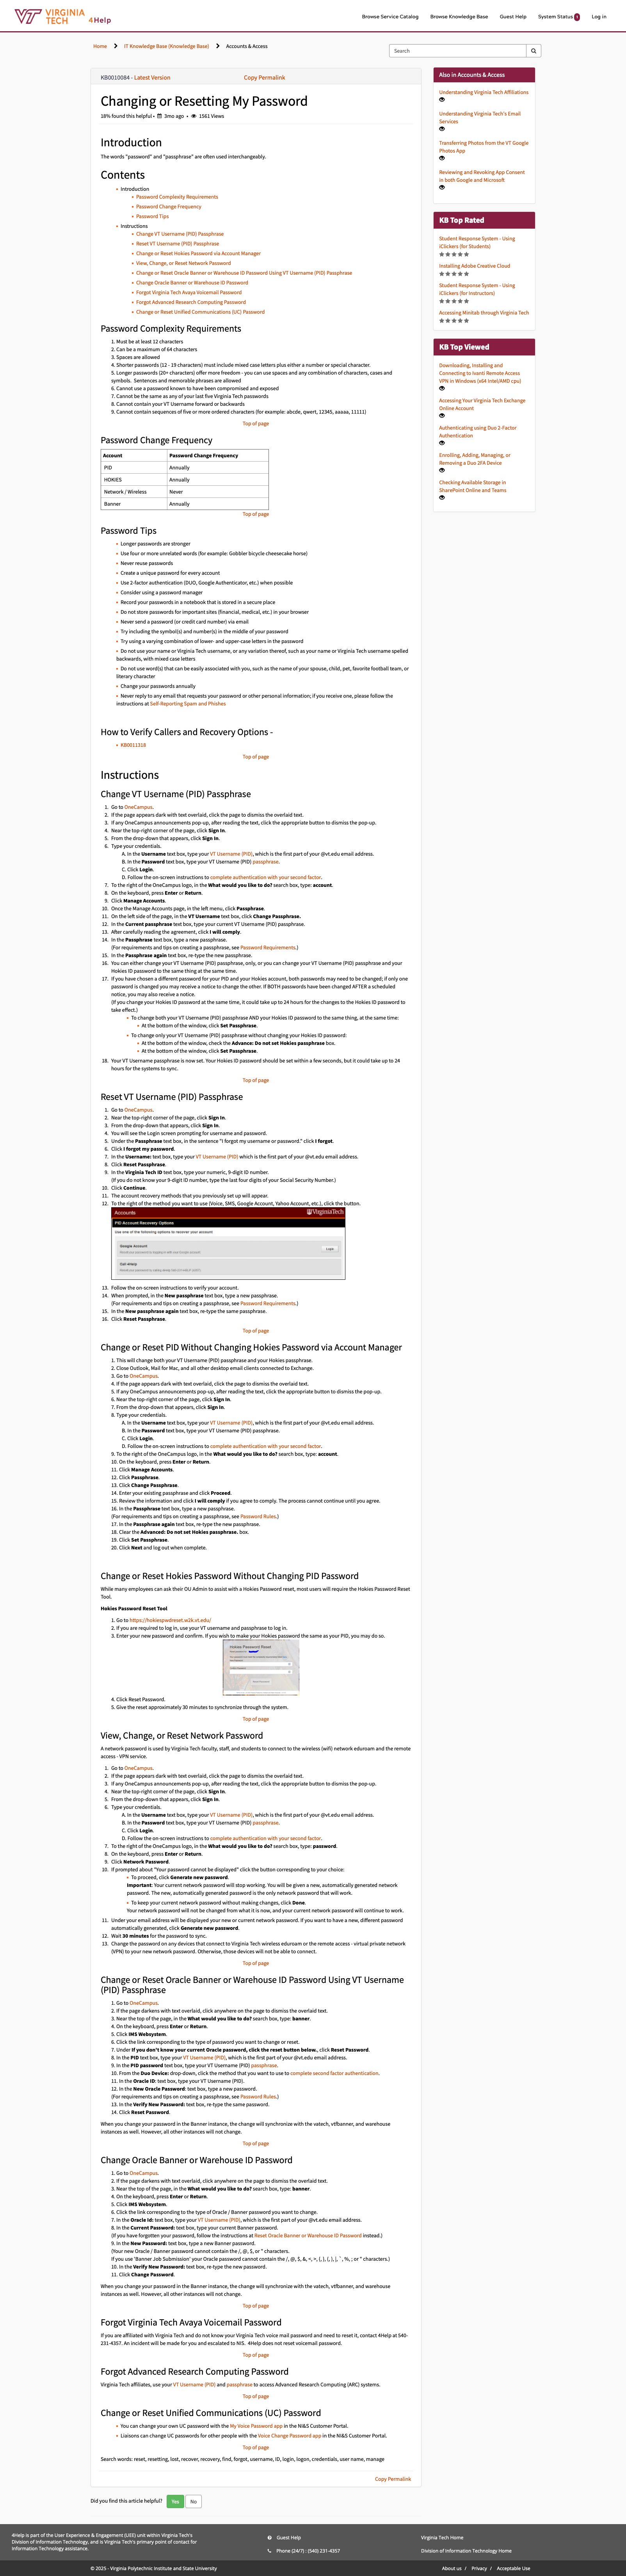 VIRGINIA TECH 4Help
Browse Service Catalog Browse Knowledge Base Guest Help System Status 1 Log in
Home IT Knowledge Base (Knowledge Base) Accounts & Access
Search
KB0010084 - Latest Version Copy Permalink
Changing or Resetting My Password
18% found this helpful • 3mo ago • 1561 Views
Introduction
The words "password" and "passphrase" are often used interchangeably.
Contents
Introduction
Password Complexity Requirements
Password Change Frequency
Password Tips
Instructions
Change VT Username (PID) Passphrase
Reset VT Username (PID) Passphrase
Change or Reset Hokies Password via Account Manager
View, Change, or Reset Network Password
Change or Reset Oracle Banner or Warehouse ID Password Using VT Username (PID) Passphrase
Change Oracle Banner or Warehouse ID Password
Forgot Virginia Tech Avaya Voicemail Password
Forgot Advanced Research Computing Password
Change or Reset Unified Communications (UC) Password
Password Complexity Requirements
1. Must be at least 12 characters
2. Can be a maximum of 64 characters
3. Spaces are allowed
4. Shorter passwords (12 - 19 characters) must include mixed case letters plus either a number or special character.
5. Longer passwords (20+ characters) offer more freedom - you can use spaces and any combination of characters, cases and
symbols. Sentences and memorable phrases are allowed
6. Cannot use a password known to have been compromised and exposed
7. Cannot be the same as any of your last five Virginia Tech passwords
8. Cannot contain your VT Username forward or backwards
9. Cannot contain sequences of five or more ordered characters (for example: abcde, qwert, 12345, aaaaa, 11111)
Top of page
Password Change Frequency
Account Password Change Frequency
PID Annually
HOKIES Annually
Network / Wireless Never
Banner Annually
Top of page
Password Tips
Longer passwords are stronger
Use four or more unrelated words (for example: Gobbler bicycle cheesecake horse)
Never reuse passwords
Create a unique password for every account
Use 2-factor authentication (DUO, Google Authenticator, etc.) when possible
Consider using a password manager
Record your passwords in a notebook that is stored in a secure place
Do not store passwords for important sites (financial, medical, etc.) in your browser
Never send a password (or credit card number) via email
Try including the symbol(s) and number(s) in the middle of your password
Try using a varying combination of lower- and upper-case letters in the password
Do not use your name or Virginia Tech username, or any variation thereof, such as your name or Virginia Tech username spelled
backwards, with mixed case letters
Do not use word(s) that can be easily associated with you, such as the name of your spouse, child, pet, favorite football team, or
literary character
Change your passwords annually
Never reply to any email that requests your password or other personal information; if you receive one, please follow the
instructions at Self-Reporting Spam and Phishes
How to Verify Callers and Recovery Options -
KB0011318
Top of page
Instructions
Change VT Username (PID) Passphrase
1. Go to OneCampus.
2. If the page appears dark with text overlaid, click the page to dismiss the overlaid text.
3. If any OneCampus announcements pop-up, after reading the text, click the appropriate button to dismiss the pop-up.
4. Near the top-right corner of the page, click Sign In.
5. From the drop-down that appears, click Sign In.
6. Type your credentials.
A. In the Username text box, type your VT Username (PID), which is the first part of your @vt.edu email address.
B. In the Password text box, type your VT Username (PID) passphrase.
C. Click Login.
D. Follow the on-screen instructions to complete authentication with your second factor.
7. To the right of the OneCampus logo, in the What would you like to do? search box, type: account.
8. On the keyboard, press Enter or Return.
9. Click Manage Accounts.
10. Once the Manage Accounts page, in the left menu, click Passphrase.
11. On the left side of the page, in the VT Username text box, click Change Passphrase.
12. In the Current passphrase text box, type your current VT Username (PID) passphrase.
13. After carefully reading the agreement, click I will comply.
14. In the Passphrase text box, type a new passphrase.
(For requirements and tips on creating a passphrase, see Password Requirements.)
15. In the Passphrase again text box, re-type the new passphrase.
16. You can either change your VT Username (PID) passphrase, only, or you can change your VT Username (PID) passphrase and your
Hokies ID password to the same thing at the same time.
17. If you have chosen a different password for your PID and your Hokies account, both passwords may need to be changed; if only one
password is changed you may receive a notice to change the other. If BOTH passwords have been changed AFTER a scheduled
notice, you may also receive a notice.
(If you change your Hokies ID password at the same time, it could take up to 24 hours for the changes to the Hokies ID password to
take effect.)
To change both your VT Username (PID) passphrase AND your Hokies ID password to the same thing, at the same time:
At the bottom of the window, click Set Passphrase.
To change only your VT Username (PID) passphrase without changing your Hokies ID password:
At the bottom of the window, check the Advance: Do not set Hokies passphrase box.
At the bottom of the window, click Set Passphrase.
18. Your VT Username passphrase is now set. Your Hokies ID password should be set within a few seconds, but it could take up to 24
hours for the systems to sync.
Top of page
Reset VT Username (PID) Passphrase
1. Go to OneCampus.
2. Near the top-right corner of the page, click Sign In.
3. From the drop-down that appears, click Sign In.
4. You will see the Login screen prompting for username and password.
5. Under the Passphrase text box, in the sentence "I forgot my username or password." click I forgot.
6. Click I forgot my password.
7. In the Username: text box, type your VT Username (PID) which is the first part of your @vt.edu email address.
8. Click Reset Passphrase.
9. In the Virginia Tech ID text box, type your numeric, 9-digit ID number.
(If you do not know your 9-digit ID number, type the last four digits of your Social Security Number.)
10. Click Continue.
11. The account recovery methods that you previously set up will appear.
12. To the right of the method you want to use (Voice, SMS, Google Account, Yahoo Account, etc.), click the button.
Accounts VirginiaTech
PID Account Recovery Options
Use one of the following options to recover your account:
Google Account
13. Follow the on-screen instructions to verify your account.
14. When prompted, in the New passphrase text box, type a new passphrase.
(For requirements and tips on creating a passphrase, see Password Requirements.)
15. In the New passphrase again text box, re-type the same passphrase.
16. Click Reset Passphrase.
Top of page
Change or Reset PID Without Changing Hokies Password via Account Manager
1. This will change both your VT Username (PID) passphrase and your Hokies passphrase.
2. Close Outlook, Mail for Mac, and all other desktop email clients connected to Exchange.
3. Go to OneCampus.
4. If the page appears dark with text overlaid, click the page to dismiss the overlaid text.
5. If any OneCampus announcements pop-up, after reading the text, click the appropriate button to dismiss the pop-up.
6. Near the top-right corner of the page, click Sign In.
7. From the drop-down that appears, click Sign In.
8. Type your credentials.
A. In the Username text box, type your VT Username (PID), which is the first part of your @vt.edu email address.
B. In the Password text box, type your VT Username (PID) passphrase.
C. Click Login.
D. Follow the on-screen instructions to complete authentication with your second factor.
9. To the right of the OneCampus logo, in the What would you like to do? search box, type: account.
10. On the keyboard, press Enter or Return.
11. Click Manage Accounts.
12. Click Passphrase.
13. Click Change Passphrase.
14. Enter your existing passphrase and click Proceed.
15. Review the information and click I will comply if you agree to comply. The process cannot continue until you agree.
16. In the Passphrase text box, type a new passphrase.
(For requirements and tips on creating a passphrase, see Password Rules.)
17. In the Passphrase again text box, re-type the new passphrase.
18. Clear the Advanced: Do not set Hokies passphrase. box.
19. Click Set Passphrase.
20. Click Next and log out when complete.
Change or Reset Hokies Password Without Changing PID Password
While many employees can ask their OU Admin to assist with a Hokies Password reset, most users will require the Hokies Password Reset
Tool.
Hokies Password Reset Tool
1. Go to https://hokiespwdreset.w2k.vt.edu/
2. If you are required to log in, use your VT username and passphrase to log in.
3. Enter your new password and confirm. If you wish to make your Hokies password the same as your PID, you may do so.
4. Click Reset Password.
5. Give the reset approximately 30 minutes to synchronize through the system.
Top of page
View, Change, or Reset Network Password
A network password is used by Virginia Tech faculty, staff, and students to connect to the wireless (wifi) network eduroam and the remote
access - VPN service.
1. Go to OneCampus.
2. If the page appears dark with text overlaid, click the page to dismiss the overlaid text.
3. If any OneCampus announcements pop-up, after reading the text, click the appropriate button to dismiss the pop-up.
4. Near the top-right corner of the page, click Sign In.
5. From the drop-down that appears, click Sign In.
6. Type your credentials.
A. In the Username text box, type your VT Username (PID), which is the first part of your @vt.edu email address.
B. In the Password text box, type your VT Username (PID) passphrase.
C. Click Login.
D. Follow the on-screen instructions to complete authentication with your second factor.
7. To the right of the OneCampus logo, in the What would you like to do? search box, type: password.
8. On the keyboard, press Enter or Return.
9. Click Network Password.
10. If prompted about "Your password cannot be displayed" click the button corresponding to your choice:
To proceed, click Generate new password.
Important: Your current network password will stop working. You will be given a new, automatically generated network
password. The new, automatically generated password is the only network password that will work.
To keep your current network password without making changes, click Done.
Your network password will not be changed from what it is now, and your current network password will continue to work.
11. Under your email address will be displayed your new or current network password. If you want to have a new, different password
automatically generated, click Generate new password.
12. Wait 30 minutes for the password to sync.
13. Change the password on any devices that connect to Virginia Tech wireless eduroam or the remote access - virtual private network
(VPN) to your new network password. Otherwise, those devices will not be able to connect.
Top of page
Change or Reset Oracle Banner or Warehouse ID Password Using VT Username
(PID) Passphrase
1. Go to OneCampus.
2. If the page darkens with text overlaid, click anywhere on the page to dismiss the overlaid text.
3. Near the top of the page, in the What would you like to do? search box, type: banner.
4. On the keyboard, press Enter or Return.
5. Click IMS Websystem.
6. Click the link corresponding to the type of password you want to change or reset.
7. Under If you don't know your current Oracle password, click the reset button below., click Reset Password.
8. In the PID text box, type your VT Username (PID), which is the first part of your @vt.edu email address.
9. In the PID password text box, type your VT Username (PID) passphrase.
10. From the Duo Device: drop-down, click the method that you want to use to complete second factor authentication.
11. In the Oracle ID: text box, type your VT Username (PID).
12. In the New Oracle Password: text box, type a new password.
(For requirements and tips on creating a passphrase, see Password Rules.)
13. In the Verify New Password: text box, re-type the same password.
14. Click Reset Password.
When you change your password in the Banner instance, the change will synchronize with the vatech, vtfbanner, and warehouse
instances as well. However, all other instances will not change.
Top of page
Change Oracle Banner or Warehouse ID Password
1. Go to OneCampus.
2. If the page darkens with text overlaid, click anywhere on the page to dismiss the overlaid text.
3. Near the top of the page, in the What would you like to do? search box, type: banner.
4. On the keyboard, press Enter or Return.
5. Click IMS Websystem.
6. Click the link corresponding to the type of Oracle / Banner password you want to change.
7. In the Oracle Id: text box, type your VT Username (PID), which is the first part of your @vt.edu email address.
8. In the Current Password: text box, type your current Banner password.
(If you have forgotten your password, follow the instructions at Reset Oracle Banner or Warehouse ID Password instead.)
9. In the New Password: text box, type a new Banner password.
(Your new Oracle / Banner password cannot contain the /, @, $, or " characters.
10. In the Verify New Password: text box, re-type the new password.
11. Click Change Password.
When you change your password in the Banner instance, the change will synchronize with the vatech, vtfbanner, and warehouse
instances as well. However, all other instances will not change.
Top of page
Forgot Virginia Tech Avaya Voicemail Password
If you are affiliated with Virginia Tech and do not know your Virginia Tech voice mail password and need to reset it, contact 4Help at 540-
231-4357. An incident will be made for you and escalated to NIS. 4Help does not reset voicemail password.
Top of page
Forgot Advanced Research Computing Password
Virginia Tech affiliates, use your VT Username (PID) and passphrase to access Advanced Research Computing (ARC) systems.
Top of page
Change or Reset Unified Communications (UC) Password
You can change your own UC password with the My Voice Password app in the NI&S Customer Portal.
Liaisons can change UC passwords for other people with the Voice Change Password app in the NI&S Customer Portal.
Top of page
Search words: reset, resetting, lost, recover, recovery, find, forgot, username, ID, login, logon, credentials, user name, manage
Copy Permalink
Did you find this article helpful? Yes No
Also in Accounts & Access
Understanding Virginia Tech Affiliations
Understanding Virginia Tech's Email
Services
Transferring Photos from the VT Google
Photos App
Reviewing and Revoking App Consent
in both Google and Microsoft
KB Top Rated
Student Response System - Using
iClickers (for Students)
Installing Adobe Creative Cloud
Student Response System - Using
iClickers (for Instructors)
Accessing Minitab through Virginia Tech
KB Top Viewed
Downloading, Installing and
Connecting to Ivanti Remote Access
VPN in Windows (x64 Intel/AMD cpu)
Accessing Your Virginia Tech Exchange
Online Account
Authenticating using Duo 2-Factor
Authentication
Enrolling, Adding, Managing, or
Removing a Duo 2FA Device
Checking Available Storage in
SharePoint Online and Teams
4Help is part of the User Experience & Engagement (UEE) unit within Virginia Tech's
Division of Information Technology, and is Virginia Tech's primary point of contact for
Information Technology assistance.
Guest Help
Phone (24/7) : (540) 231-4357
Virginia Tech Home
Division of Information Technology Home
© 2025 - Virginia Polytechnic Institute and State University
About us / Privacy / Acceptable Use